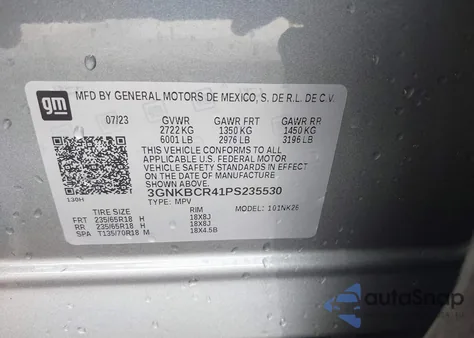 gm
MFD BY GENERAL MOTORS DE MEXICO, S. DE R.L. DE C.V.
07/23 GVWR GAWR FRT GAWR RR
2722 KG 1350 KG 1450 KG
6001 LB 2976 LB 3196 LB
THIS VEHICLE CONFORMS TO ALL
APPLICABLE U.S. FEDERAL MOTOR
VEHICLE SAFETY STANDARDS IN
EFFECT ON THE DATE OF
MANUFACTURE SHOWN ABOVE.
3GNKBCR41PS235530
130H TYPE: MPV MODEL: 101NK26
TIRE SIZE RIM
FRT 235/65R18 H 18X8J
RR 235/65R18 H 18X8J
SPA T135/70R18 M 18X4.5B
autoSnap